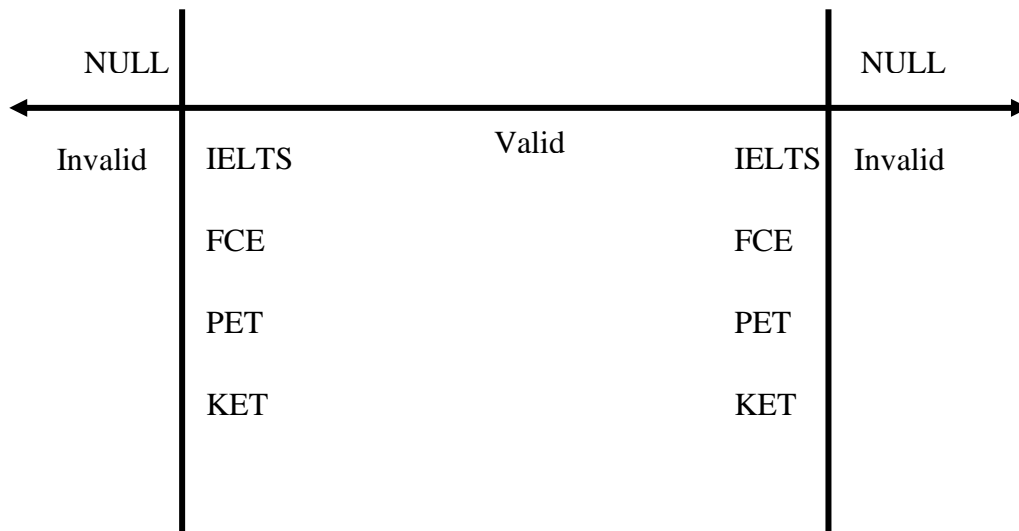 NULL NULL
Valid
Invalid IELTS IELTS Invalid
FCE FCE
PET PET
KET KET